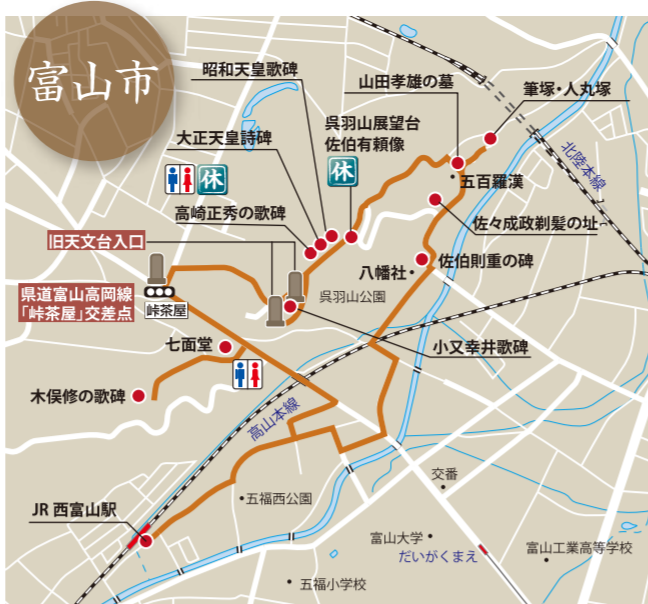 富山市
昭和天皇歌碑
大正天皇詩碑
休
高崎正秀の歌碑
旧天文台入口
県道富山高岡線
「峠茶屋」交差点
峠茶屋
呉羽山展望台
佐伯有頼像
休
山田孝雄の墓
筆塚・人丸塚
五百羅漢
北陸本線
佐々成政剃髪の址
佐伯則重の碑
八幡社
呉羽山公園
小又幸井歌碑
七面堂
木俣修の歌碑
高山本線
JR 西富山駅
五福西公園
交番
富山大学
だいがくまえ
富山工業高等学校
五福小学校